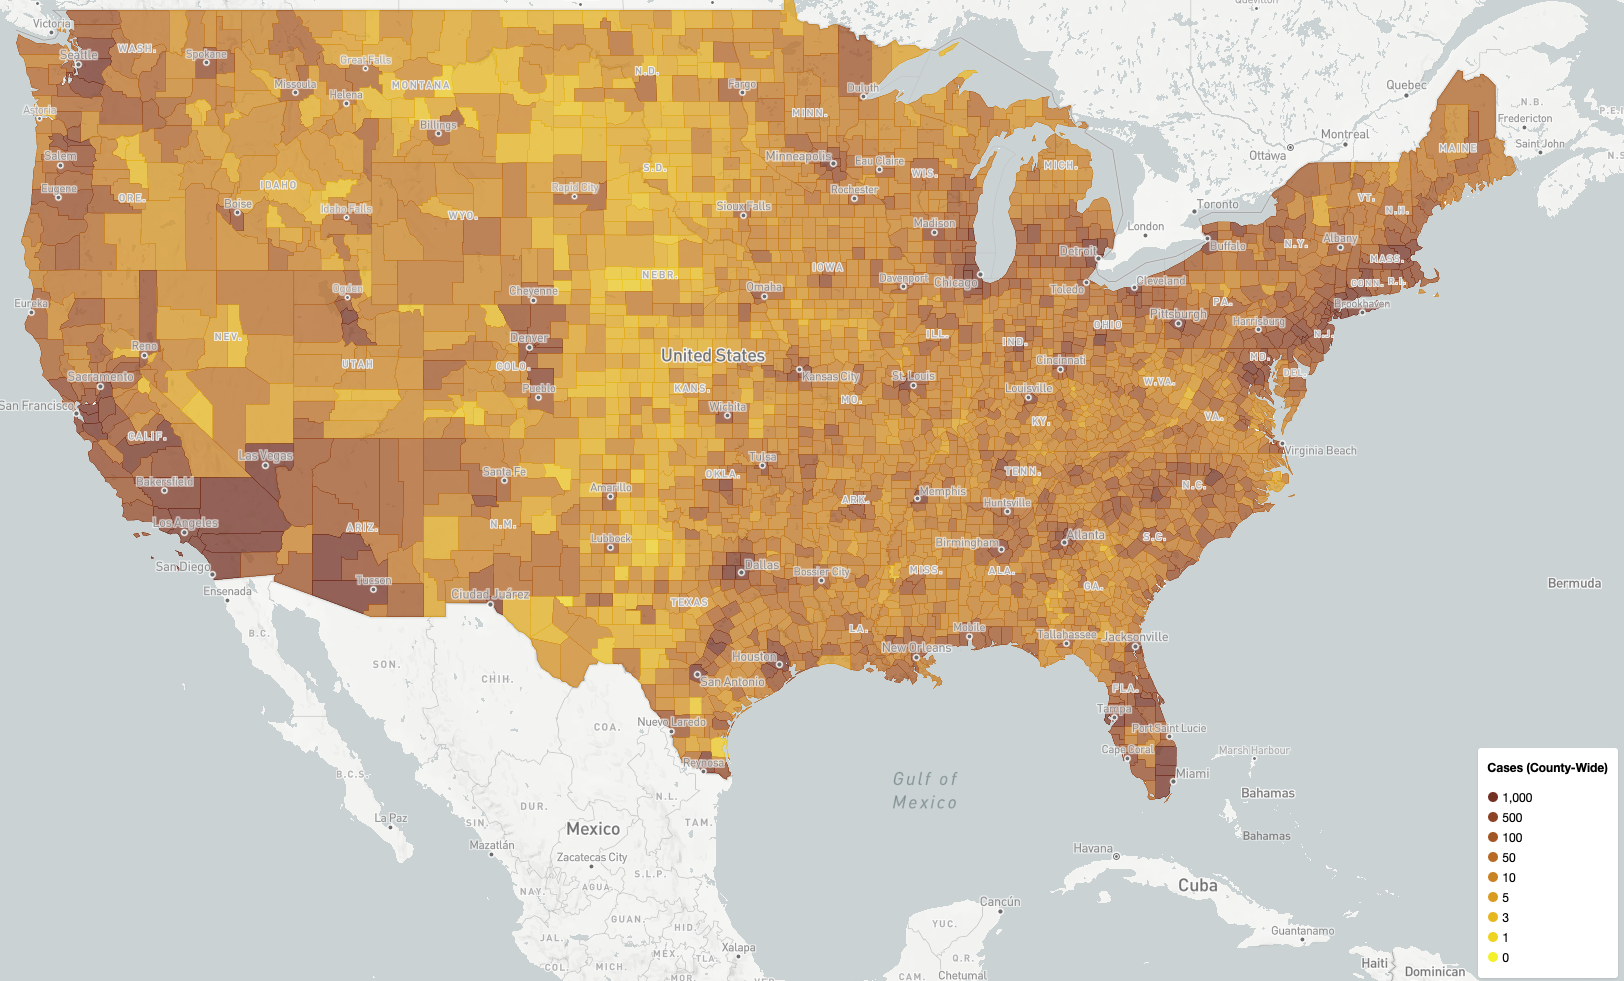 Quevillon
Victoria
Seattle
WASH.
Spokane
Great Falls
Missoula
Helena
MONTANA
N.D.
Fargo
Duluth
MINN.
Astoria
Billings
Salem
Eugene
ORE.
IDAHO
Boise
Idaho Falls
WYO.
S.D.
Rapid City
Sioux Falls
Minneapolis
Eau Claire
WIS.
Rochester
Madison
MICH.
Detroit
London
Toronto
Buffalo
Ottawa
Montreal
Quebec
N.B.
P.E.I.
Fredericton
Saint John
N.S.
MAINE
VT.
N.H.
N.Y.
Albany
MASS.
CONN.
R.I.
Brookhaven
Eureka
Ogden
Cheyenne
NEBR.
Omaha
IOWA
Davenport
Chicago
Toledo
Cleveland
PA.
Pittsburgh
Harrisburg
N.J.
Reno
NEV.
UTAH
Denver
COLO.
Pueblo
United States
KANS.
Kansas City
MO.
St. Louis
ILL.
IND.
OHIO
Cincinnati
Louisville
KY.
W.VA.
MD.
DEL.
VA.
Virginia Beach
Sacramento
San Francisco
CALIF.
Las Vegas
Bakersfield
Los Angeles
San Diego
Ensenada
ARIZ.
Tucson
Santa Fe
N.M.
Amarillo
Lubbock
Wichita
Tulsa
OKLA.
ARK.
Memphis
TENN.
Huntsville
N.C.
S.C.
Atlanta
Birmingham
ALA.
GA.
MISS.
Bossier City
Dallas
TEXAS
Ciudad Juárez
LA.
Mobile
New Orleans
Tallahassee
Jacksonville
Houston
San Antonio
Nuevo Laredo
Reynosa
FLA.
Tampa
Port Saint Lucie
Cape Coral
Miami
Marsh Harbour
Bahamas
Bahamas
Bermuda
B.C.
SON.
CHIH.
COA.
B.C.S.
La Paz
DUR.
SIN.
Mazatlán
Mexico
N.L.
TAM.
Zacatecas City
S.L.P.
NAY.
AGUA.
GUAN.
HID.
JAL.
COL.
MICH.
MÉX.
TLA.
MOR.
VER.
Xalapa
Gulf of
Mexico
Havana
Cuba
Cancún
YUC.
Q.R.
CAM.
Chetumal
Guantanamo
Haiti
Dominican
Cases (County-Wide)
1,000
500
100
50
10
5
3
1
0